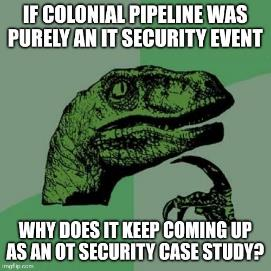 IF COLONIAL PIPELINE WAS
PURELY AN IT SECURITY EVENT
WHY DOES IT KEEP COMING UP
AS AN OT SECURITY CASE STUDY?
imgflip.com